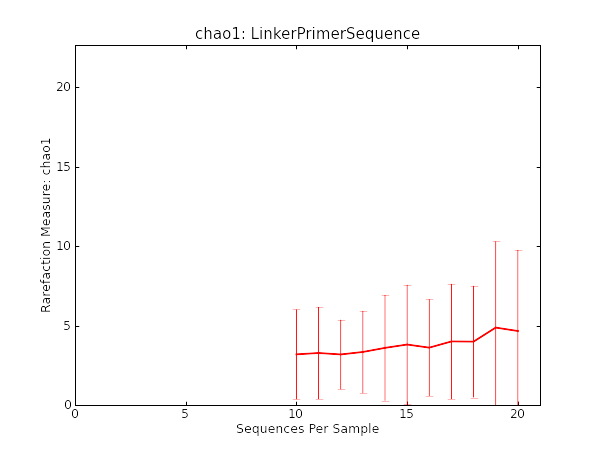 chao1: LinkerPrimerSequence
Rarefaction Measure: chao1
20
15
10
5
0
0 5 10 15 20
Sequences Per Sample